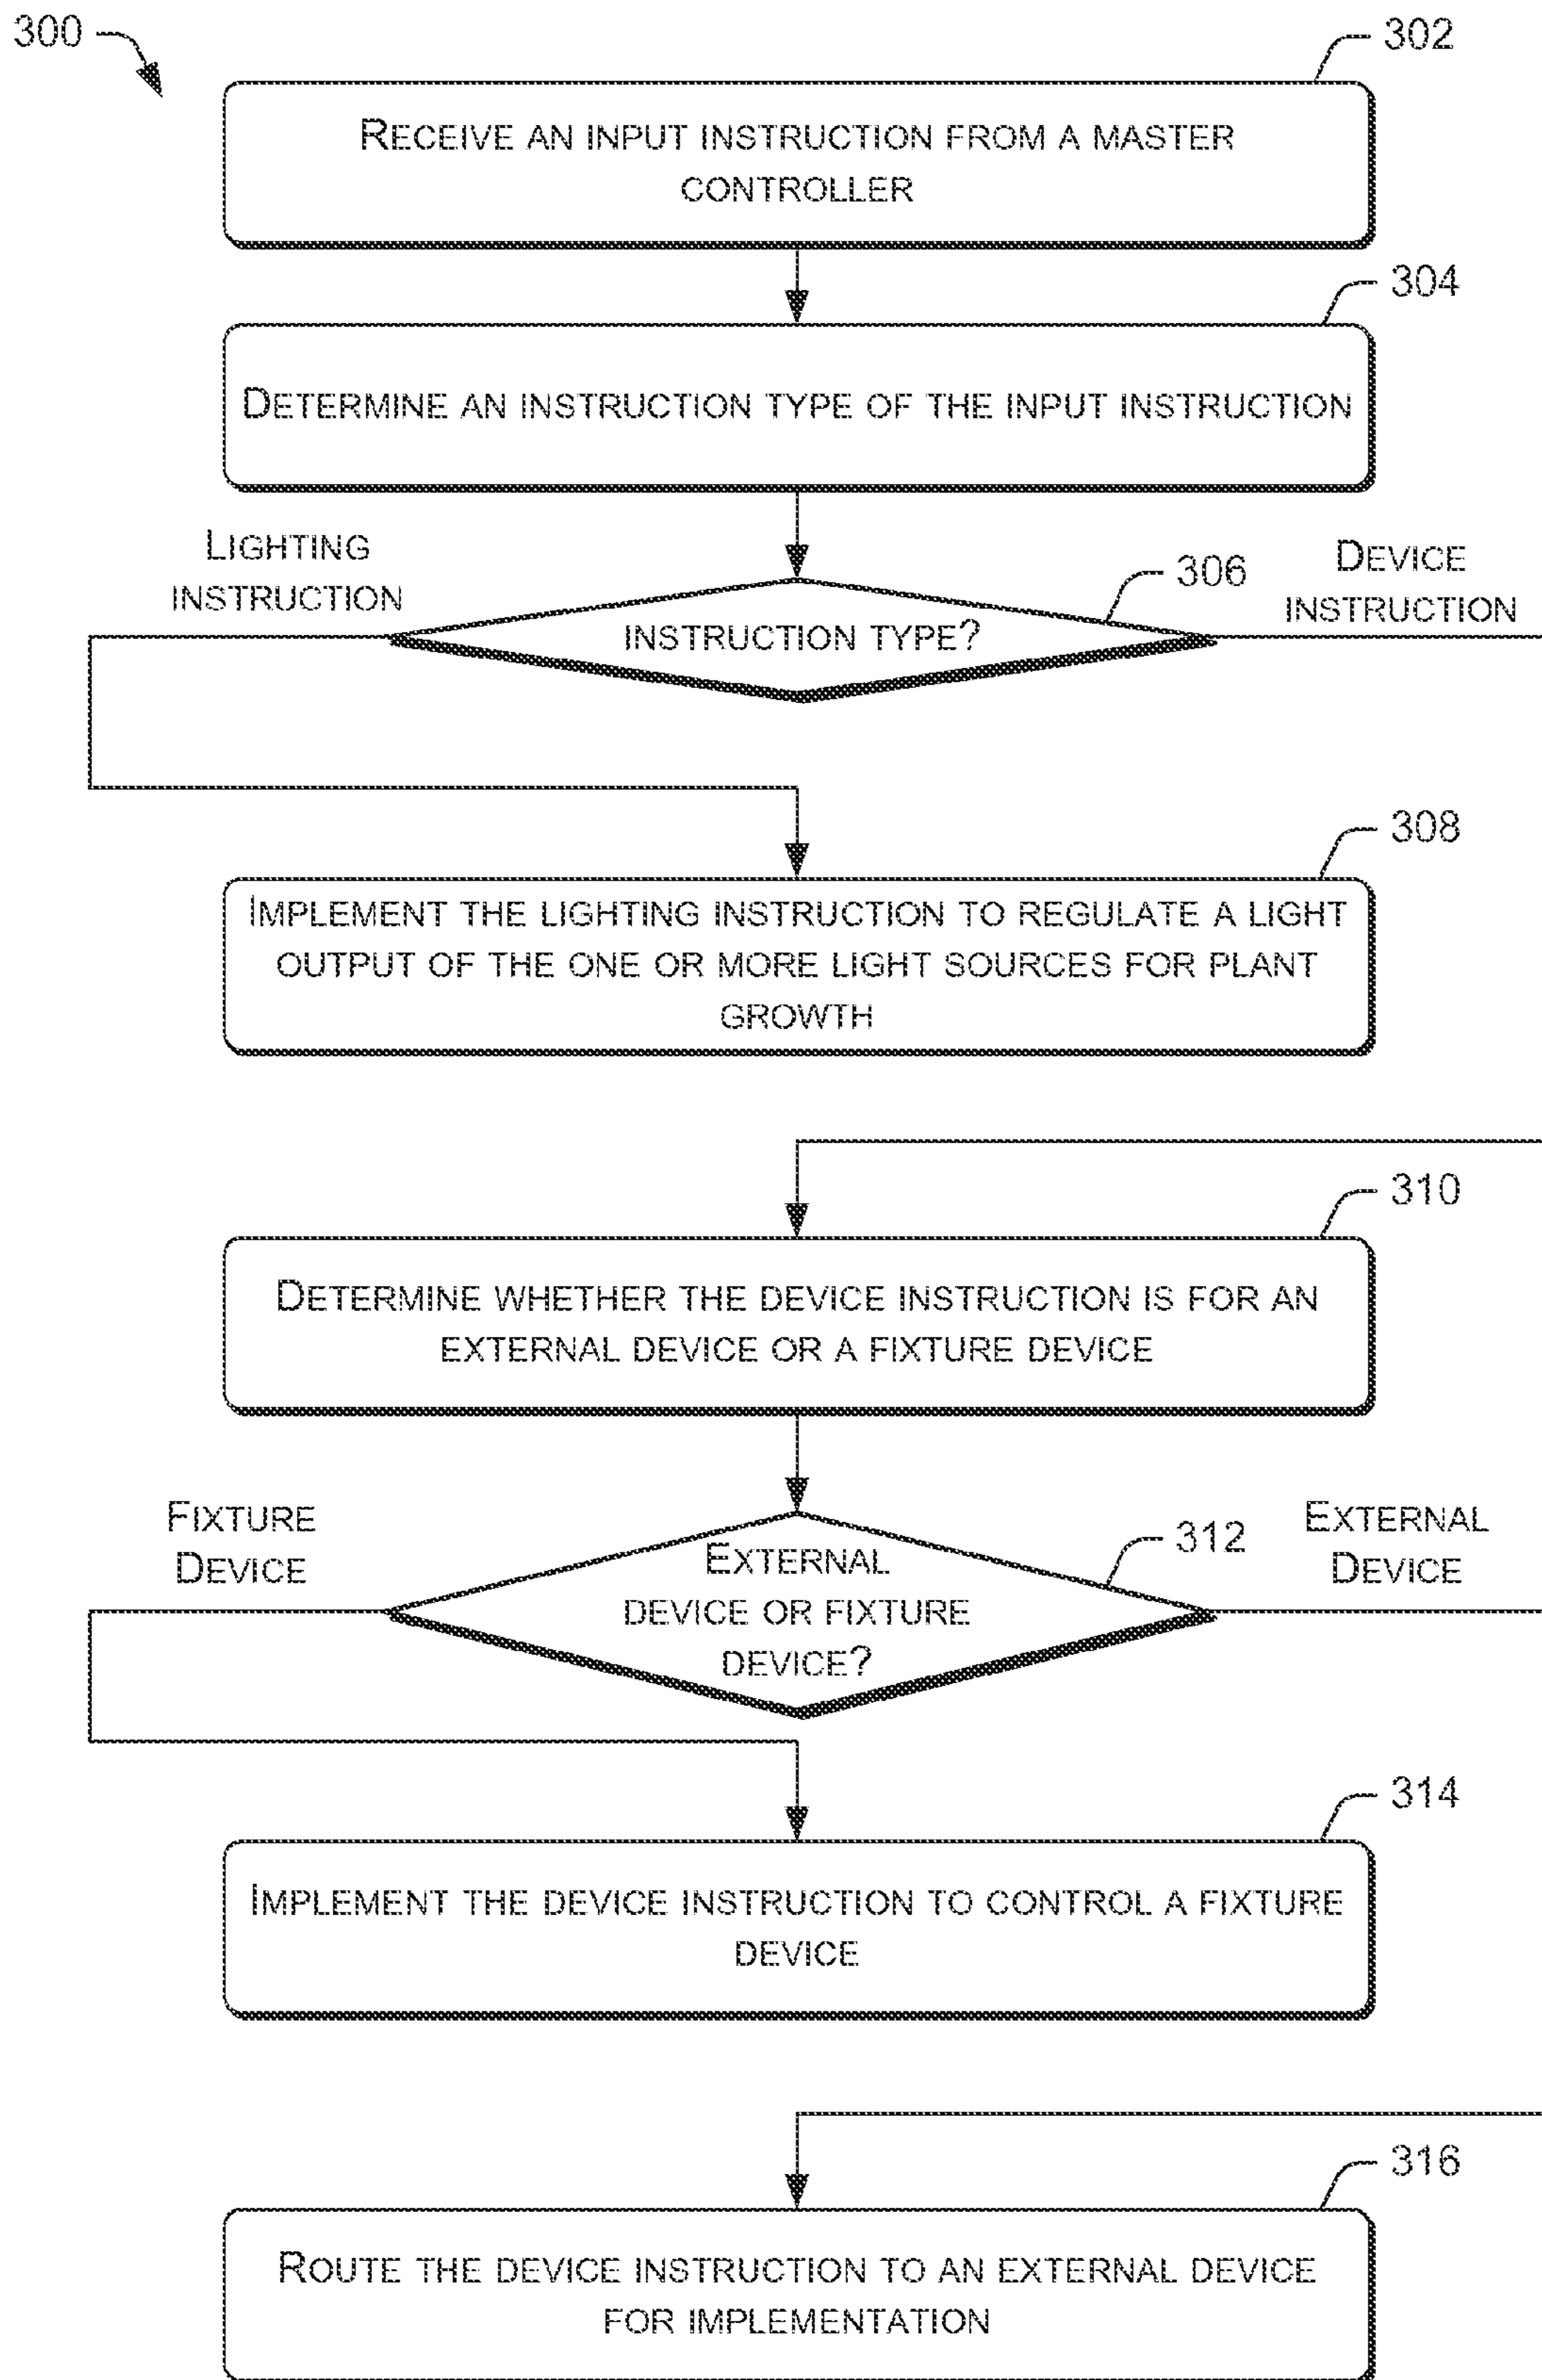 300
302
RECEIVE AN INPUT INSTRUCTION FROM A MASTER
CONTROLLER
304
DETERMINE AN INSTRUCTION TYPE OF THE INPUT INSTRUCTION
LIGHTING
INSTRUCTION
306
DEVICE
INSTRUCTION
INSTRUCTION TYPE?
308
IMPLEMENT THE LIGHTING INSTRUCTION TO REGULATE A LIGHT
OUTPUT OF THE ONE OR MORE LIGHT SOURCES FOR PLANT
GROWTH
310
DETERMINE WHETHER THE DEVICE INSTRUCTION IS FOR AN
EXTERNAL DEVICE OR A FIXTURE DEVICE
FIXTURE
DEVICE
312
EXTERNAL
DEVICE
EXTERNAL
DEVICE OR FIXTURE
DEVICE?
314
IMPLEMENT THE DEVICE INSTRUCTION TO CONTROL A FIXTURE
DEVICE
316
ROUTE THE DEVICE INSTRUCTION TO AN EXTERNAL DEVICE
FOR IMPLEMENTATION